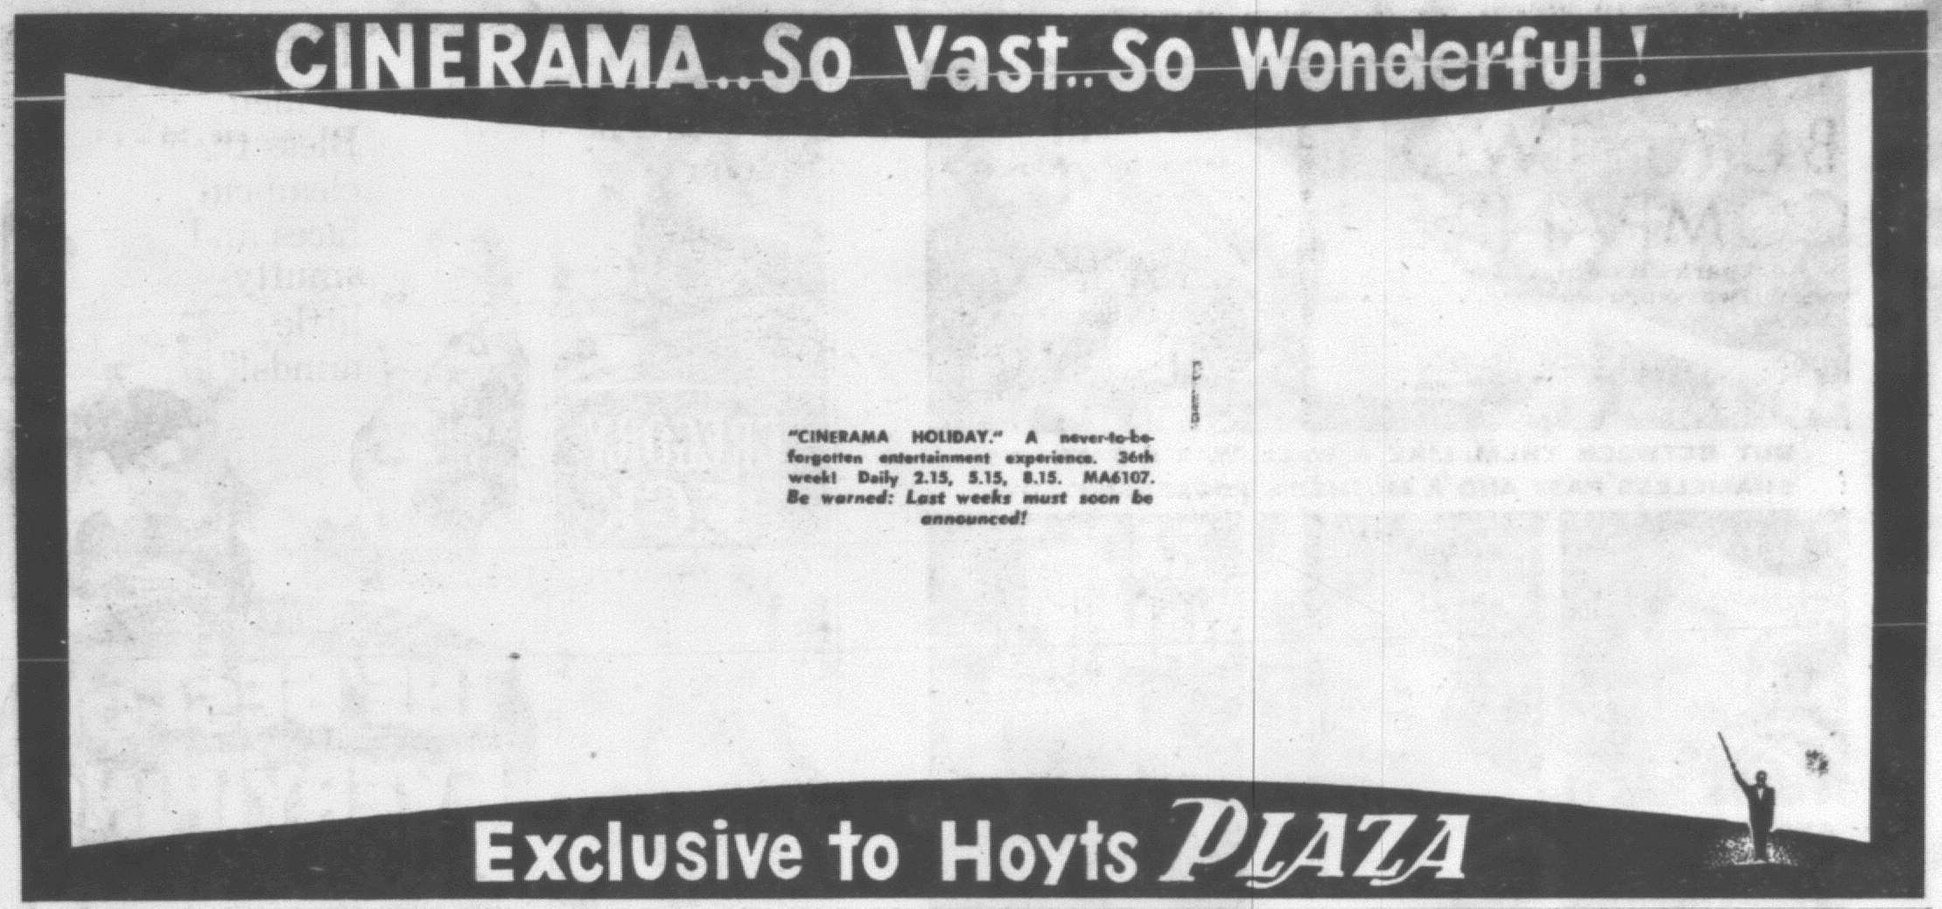 CINERAMA..So Vast..So Wonderful!
"CINERAMA HOLIDAY." A never-to-be-
forgotten entertainment experience. 36th
week! Daily 2.15, 5.15, 8.15. MA6107.
Be warned: Last weeks must soon be
announced!
Exclusive to Hoyts PLAZA